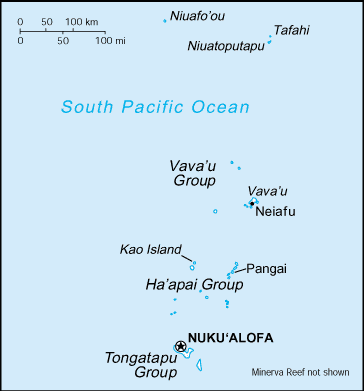 Niuafo'ou
0 50 100 km
0 50 100 mi
Tafahi
Niuatoputapu
South Pacific Ocean
Vava'u
Group
Vava'u
Neiafu
Kao Island
Pangai
Ha'apai Group
NUKU‘ALOFA
Tongatapu
Group
Minerva Reef not shown